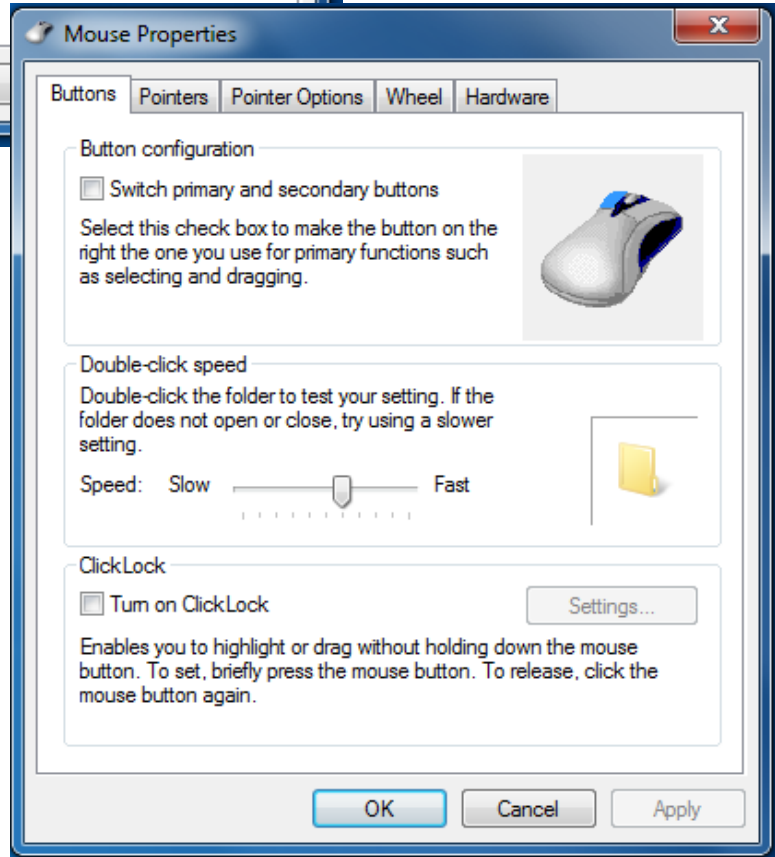 Mouse Properties
Buttons Pointers Pointer Options Wheel Hardware
Button configuration
Switch primary and secondary buttons
Select this check box to make the button on the
right the one you use for primary functions such
as selecting and dragging.
Double-click speed
Double-click the folder to test your setting. If the
folder does not open or close, try using a slower
setting.
Speed: Slow Fast
ClickLock
Turn on ClickLock Settings...
Enables you to highlight or drag without holding down the mouse
button. To set, briefly press the mouse button. To release, click the
mouse button again.
OK Cancel Apply